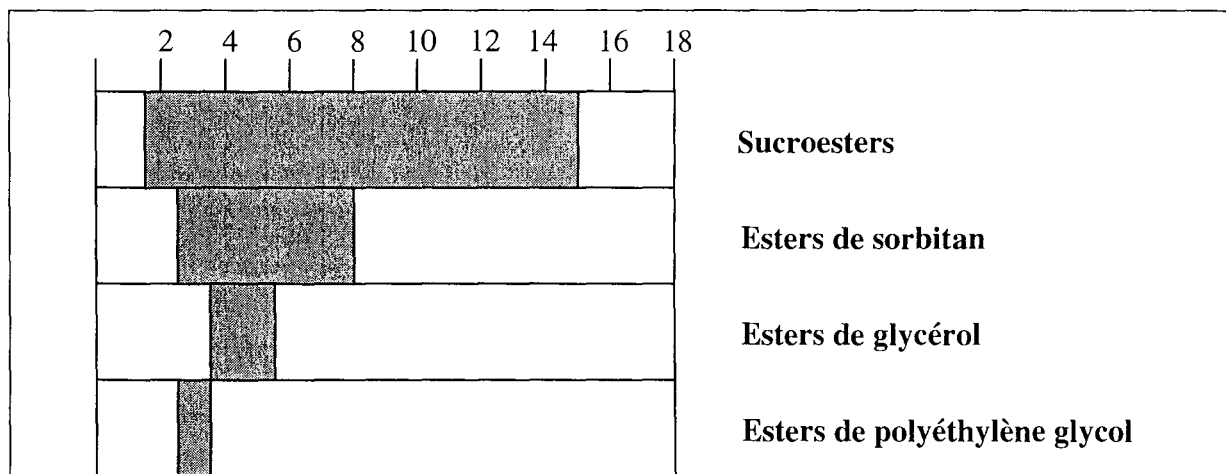 2 4 6 8 10 12 14 16 18
Sucroesters
Esters de sorbitan
Esters de glycérol
Esters de polyéthylène glycol